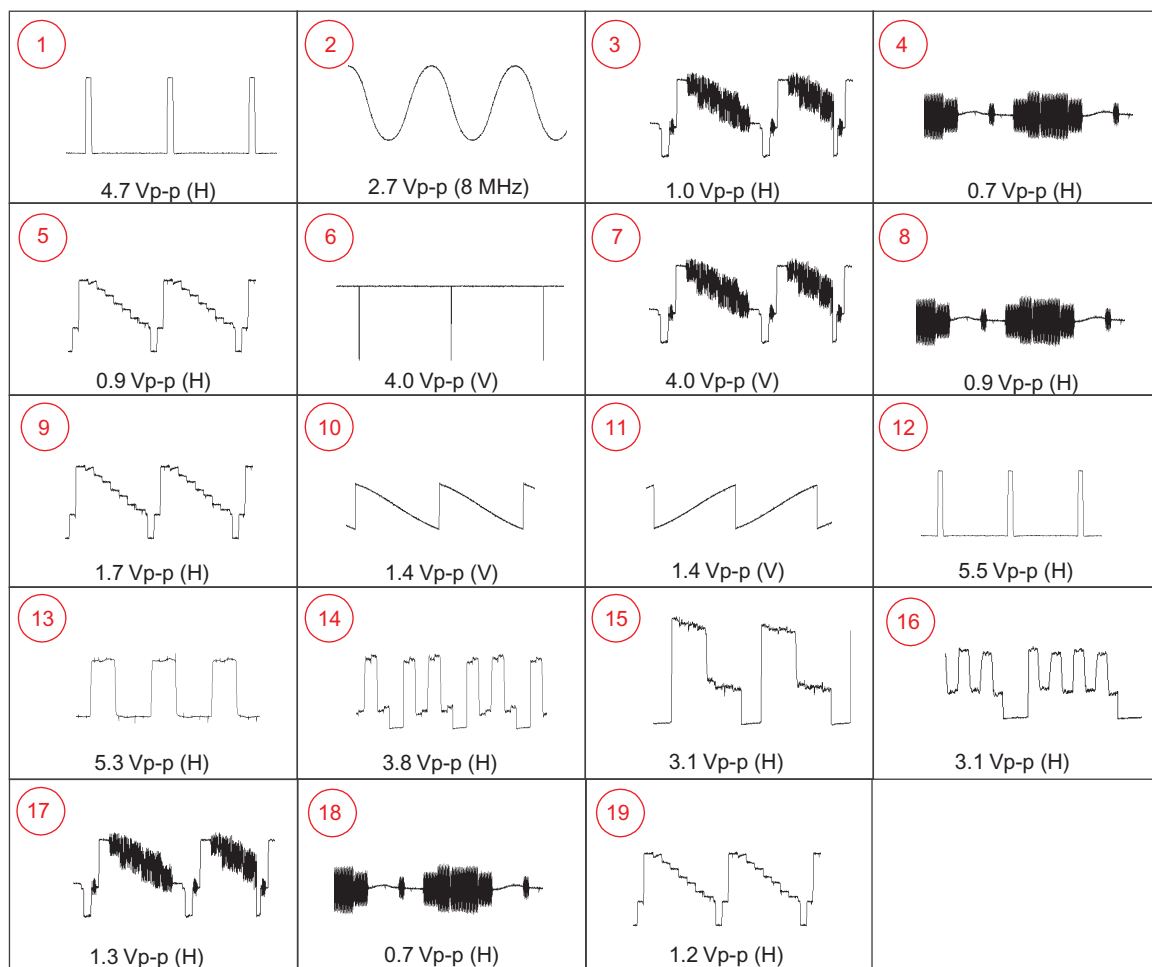 1 2 3 4
4.7 Vp-p (H) 2.7 Vp-p (8 MHz) 1.0 Vp-p (H) 0.7 Vp-p (H)
5 6 7 8
0.9 Vp-p (H) 4.0 Vp-p (V) 4.0 Vp-p (V) 0.9 Vp-p (H)
9 10 11 12
1.7 Vp-p (H) 1.4 Vp-p (V) 1.4 Vp-p (V) 5.5 Vp-p (H)
13 14 15 16
5.3 Vp-p (H) 3.8 Vp-p (H) 3.1 Vp-p (H) 3.1 Vp-p (H)
17 18 19
1.3 Vp-p (H) 0.7 Vp-p (H) 1.2 Vp-p (H)